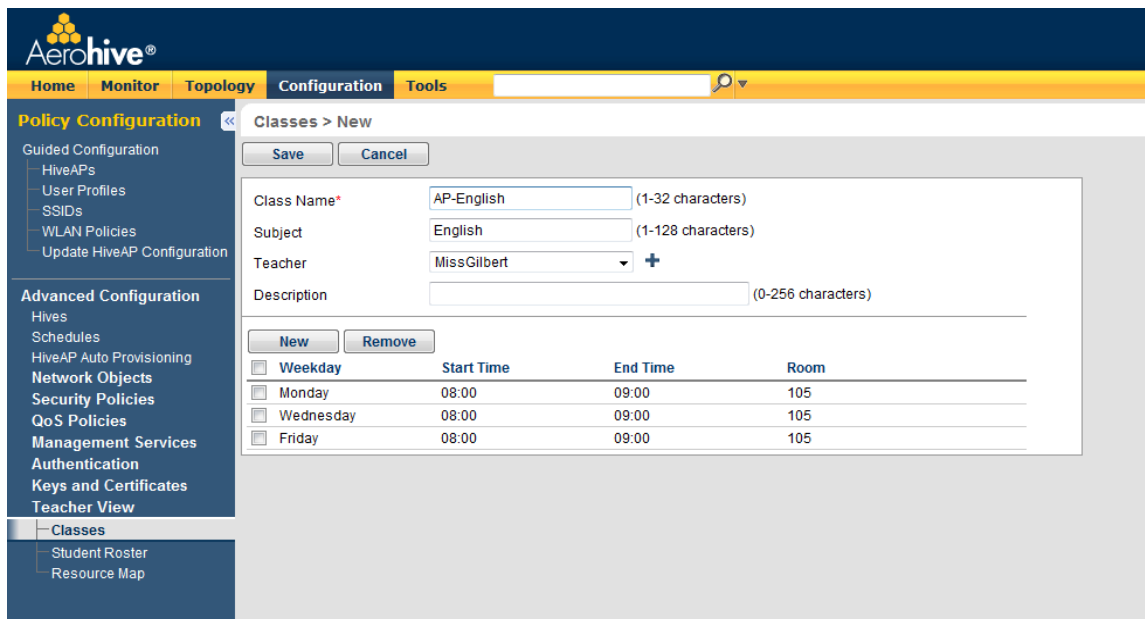 Aerohive®
Home Monitor Topology Configuration Tools
Policy Configuration «
Guided Configuration
HiveAPs
User Profiles
SSIDs
WLAN Policies
Update HiveAP Configuration
Advanced Configuration
Hives
Schedules
HiveAP Auto Provisioning
Network Objects
Security Policies
QoS Policies
Management Services
Authentication
Keys and Certificates
Teacher View
Classes
Student Roster
Resource Map
Classes > New
Save Cancel
Class Name* AP-English (1-32 characters)
Subject English (1-128 characters)
Teacher MissGilbert
Description (0-256 characters)
New Remove
Weekday Start Time End Time Room
Monday 08:00 09:00 105
Wednesday 08:00 09:00 105
Friday 08:00 09:00 105